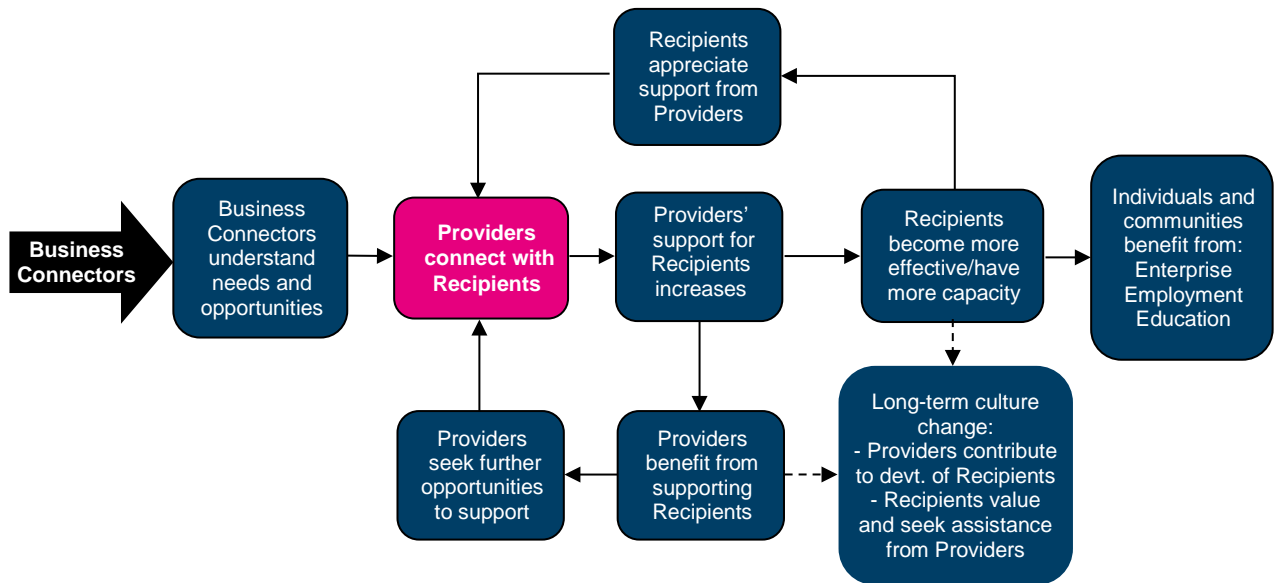 Recipients
appreciate
support from
Providers
Business
Connectors
Business
Connectors
understand
needs and
opportunities
Providers
connect with
Recipients
Providers’
support for
Recipients
increases
Recipients
become more
effective/have
more capacity
Individuals and
communities
benefit from:
Enterprise
Employment
Education
Providers
seek further
opportunities
to support
Providers
benefit from
supporting
Recipients
Long-term culture
change:
- Providers contribute
to devt. of Recipients
- Recipients value
and seek assistance
from Providers